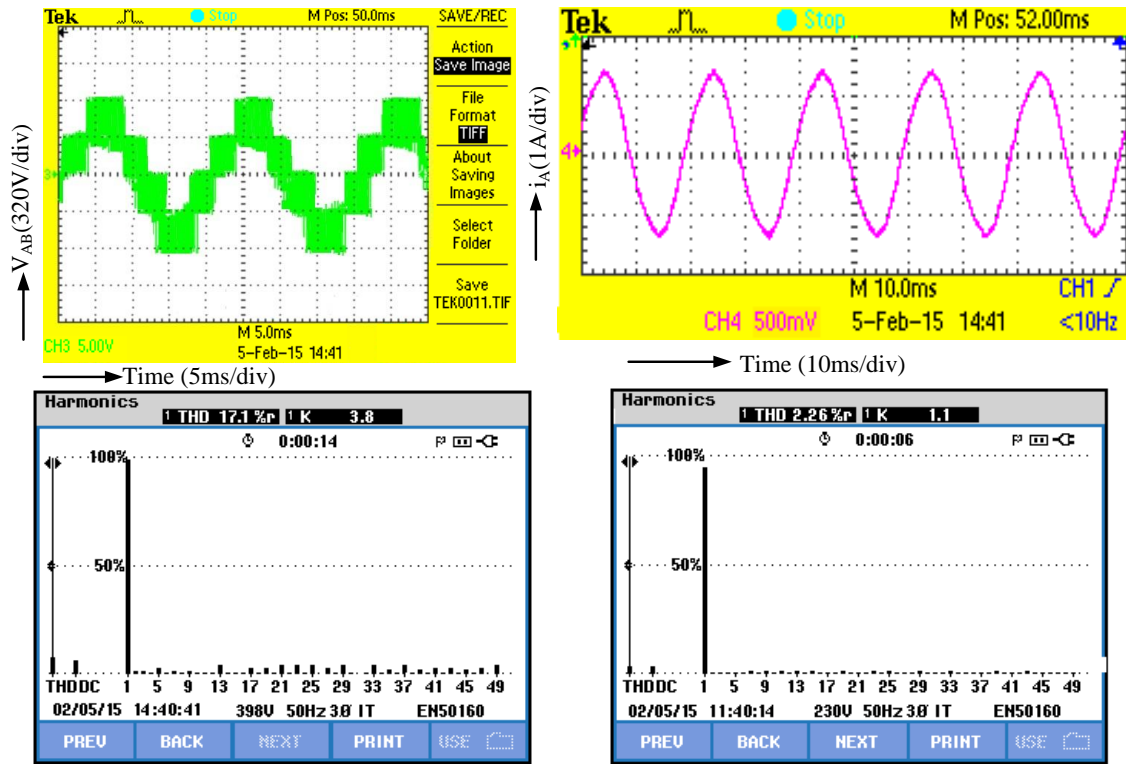 Tek Stop M Pos: 50.0ms SAVE/REC
Action
Save Image
File
Format
TIFF
About
Saving
Images
Select
Folder
Save
TEK0011.TIF
3
M 5.0ms
CH3 5.00V
5-Feb-15 14:41
V_AB(320V/div)
Time (5ms/div)
Tek Stop M Pos: 52.00ms
4
M 10.0ms CH1
CH4 500mV 5-Feb-15 14:41 <10Hz
i_A(1A/div)
Time (10ms/div)
Harmonics
1 THD 17.1 %r 1 K 3.8
0:00:14
100%
50%
THDDC 1 5 9 13 17 21 25 29 33 37 41 45 49
02/05/15 14:40:41 398V 50Hz 3Ø IT EN50160
PREV BACK NEXT PRINT USE
Harmonics
1 THD 2.26 %r 1 K 1.1
0:00:06
100%
50%
THDDC 1 5 9 13 17 21 25 29 33 37 41 45 49
02/05/15 11:40:14 230V 50Hz 3Ø IT EN50160
PREV BACK NEXT PRINT USE